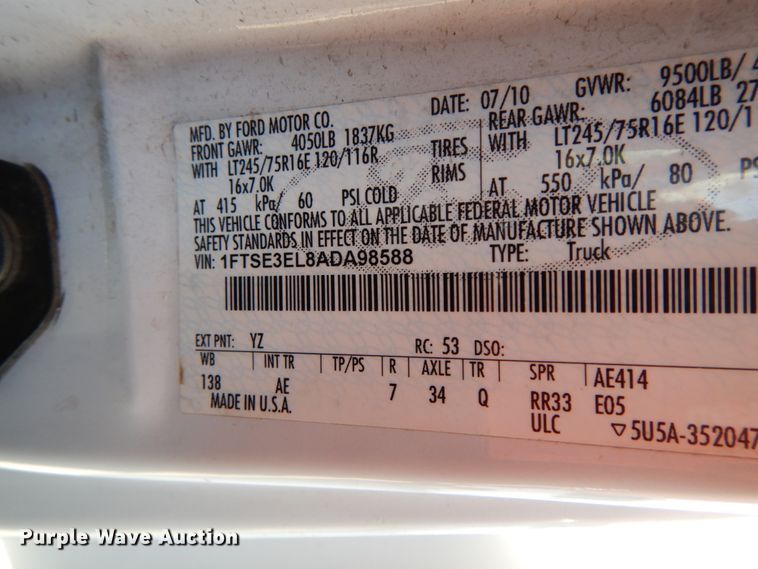 MFD. BY FORD MOTOR CO. DATE: 07/10 GVWR: 9500LB/ 4
FRONT GAWR: 4050LB 1837KG REAR GAWR: 6084LB 27
WITH LT245/75R16E 120/116R TIRES WITH LT245/75R16E 120/1
16x7.0K RIMS 16x7.0K
AT 415 kPa/ 60 PSI COLD AT 550 kPa/ 80 PS
THIS VEHICLE CONFORMS TO ALL APPLICABLE FEDERAL MOTOR VEHICLE
SAFETY STANDARDS IN EFFECT ON THE DATE OF MANUFACTURE SHOWN ABOVE.
VIN: 1FTSE3EL8ADA98588 TYPE: Truck
EXT PNT: YZ RC: 53 DSO:
WB INT TR TP/PS R AXLE TR SPR AE414
138 AE 7 34 Q RR33 E05
MADE IN U.S.A. ULC ▽5U5A-352047
Purple Wave Auction